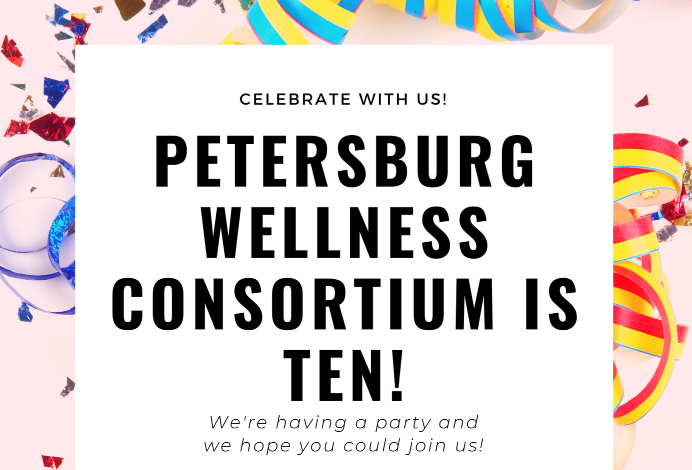 CELEBRATE WITH US!
PETERSBURG
WELLNESS
CONSORTIUM IS
TEN!
We're having a party and
we hope you could join us!